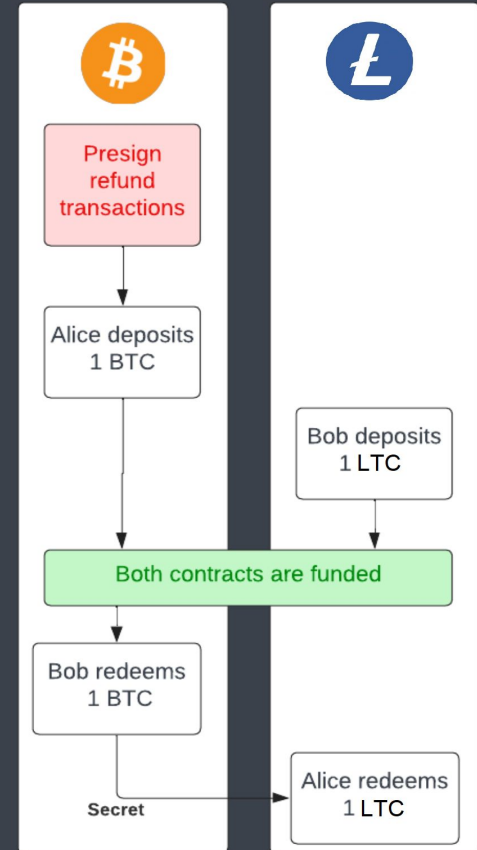 Presign
refund
transactions
Alice deposits
1 BTC
Bob deposits
1 LTC
Both contracts are funded
Bob redeems
1 BTC
Secret
Alice redeems
1 LTC